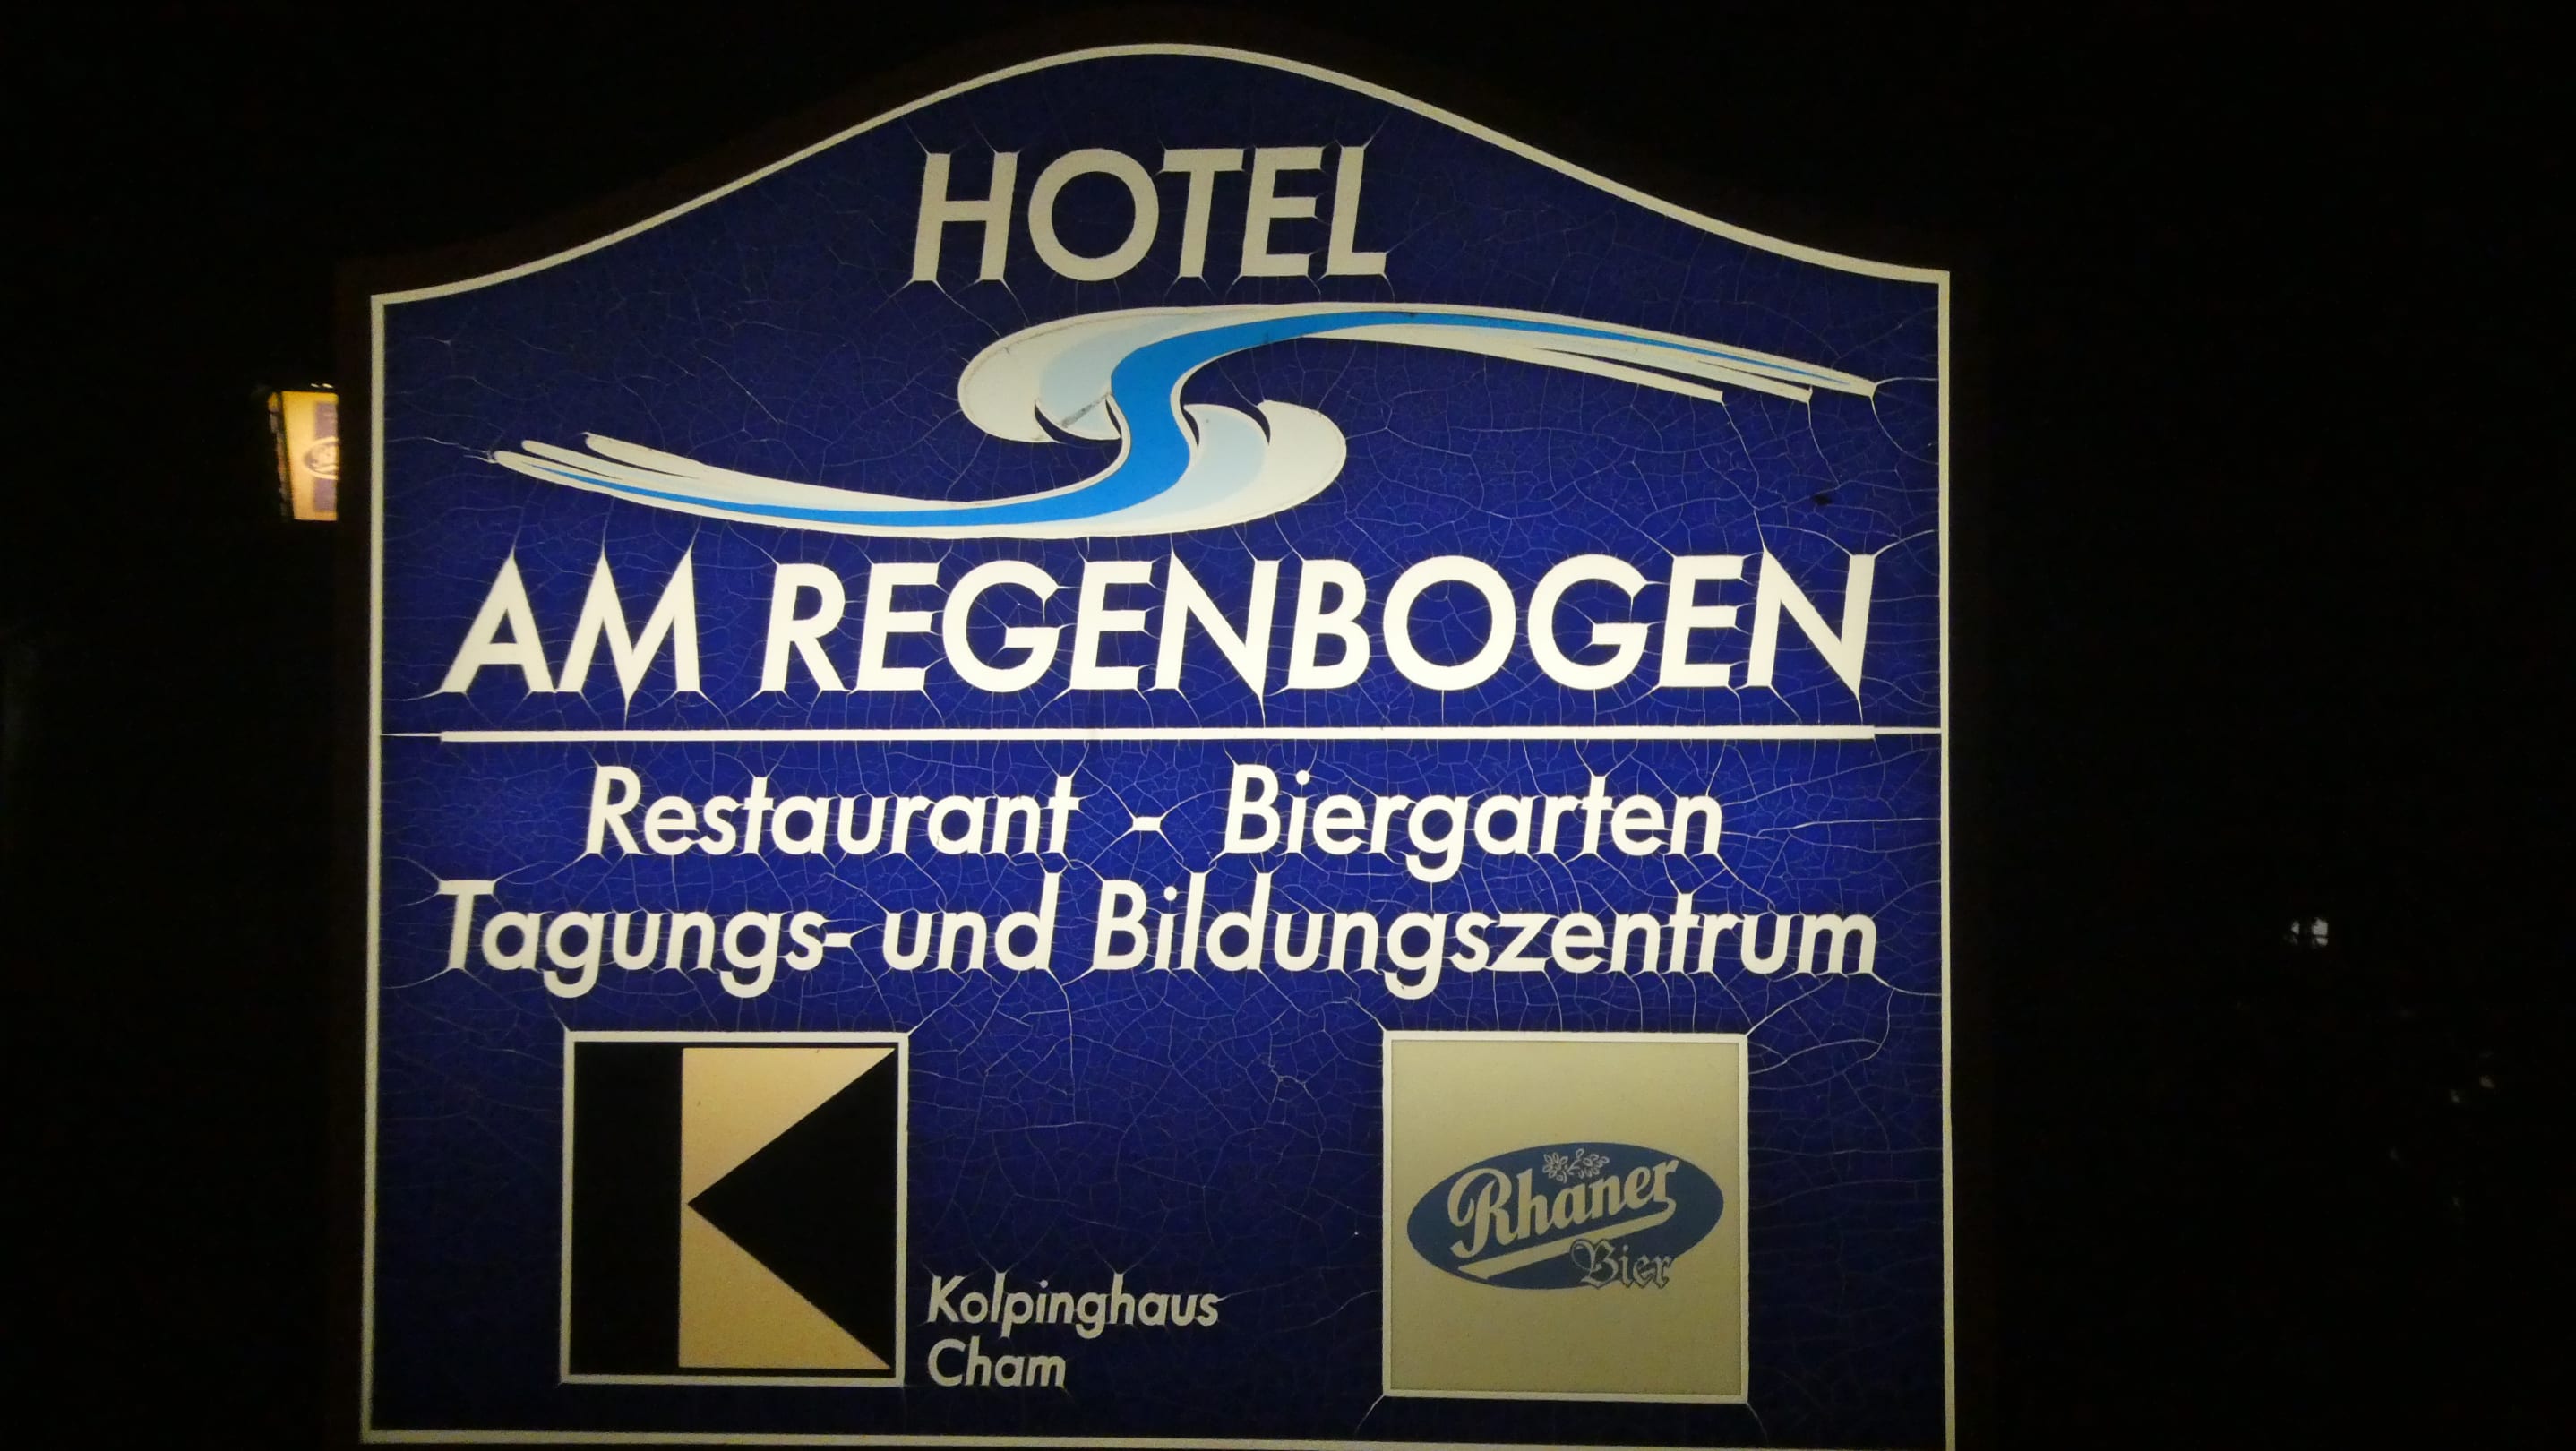 HOTEL
AM REGENBOGEN
Restaurant - Biergarten
Tagungs- und Bildungszentrum
Kolpinghaus
Cham
Rhaner
Bier